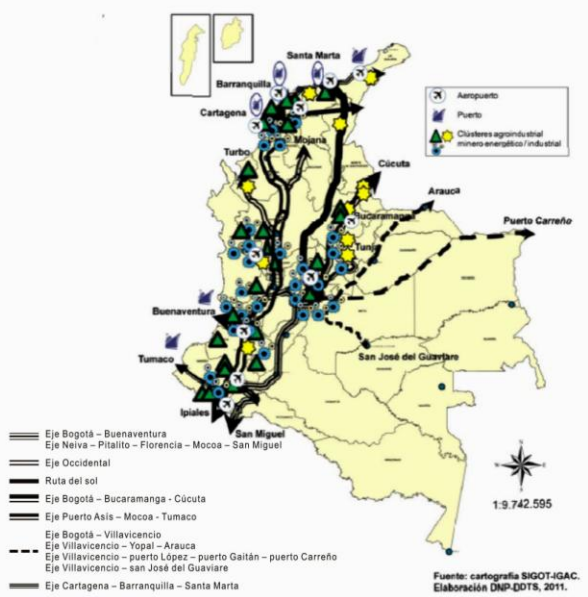 Santa Marta
Barranquilla
Cartagena
Mojana
Turbo
Cúcuta
Arauca
Bucaramanga
Puerto Carreño
Tunja
Buenaventura
Tumaco
San José del Guaviare
Ipiales
San Miguel
Aeropuerto
Puerto
Clústeres agroindustrial
minero energético / industrial
Eje Bogotá – Buenaventura
Eje Neiva – Pitalito – Florencia – Mocoa – San Miguel
Eje Occidental
Ruta del sol
Eje Bogotá – Bucaramanga - Cúcuta
Eje Puerto Asís – Mocoa - Tumaco
Eje Bogotá – Villavicencio
Eje Villavicencio – Yopal – Arauca
Eje Villavicencio – puerto López – puerto Gaitán – puerto Carreño
Eje Villavicencio – san José del Guaviare
Eje Cartagena – Barranquilla – Santa Marta
1:9.742.595
Fuente: cartografía SIGOT-IGAC.
Elaboración DNP-DDTS, 2011.